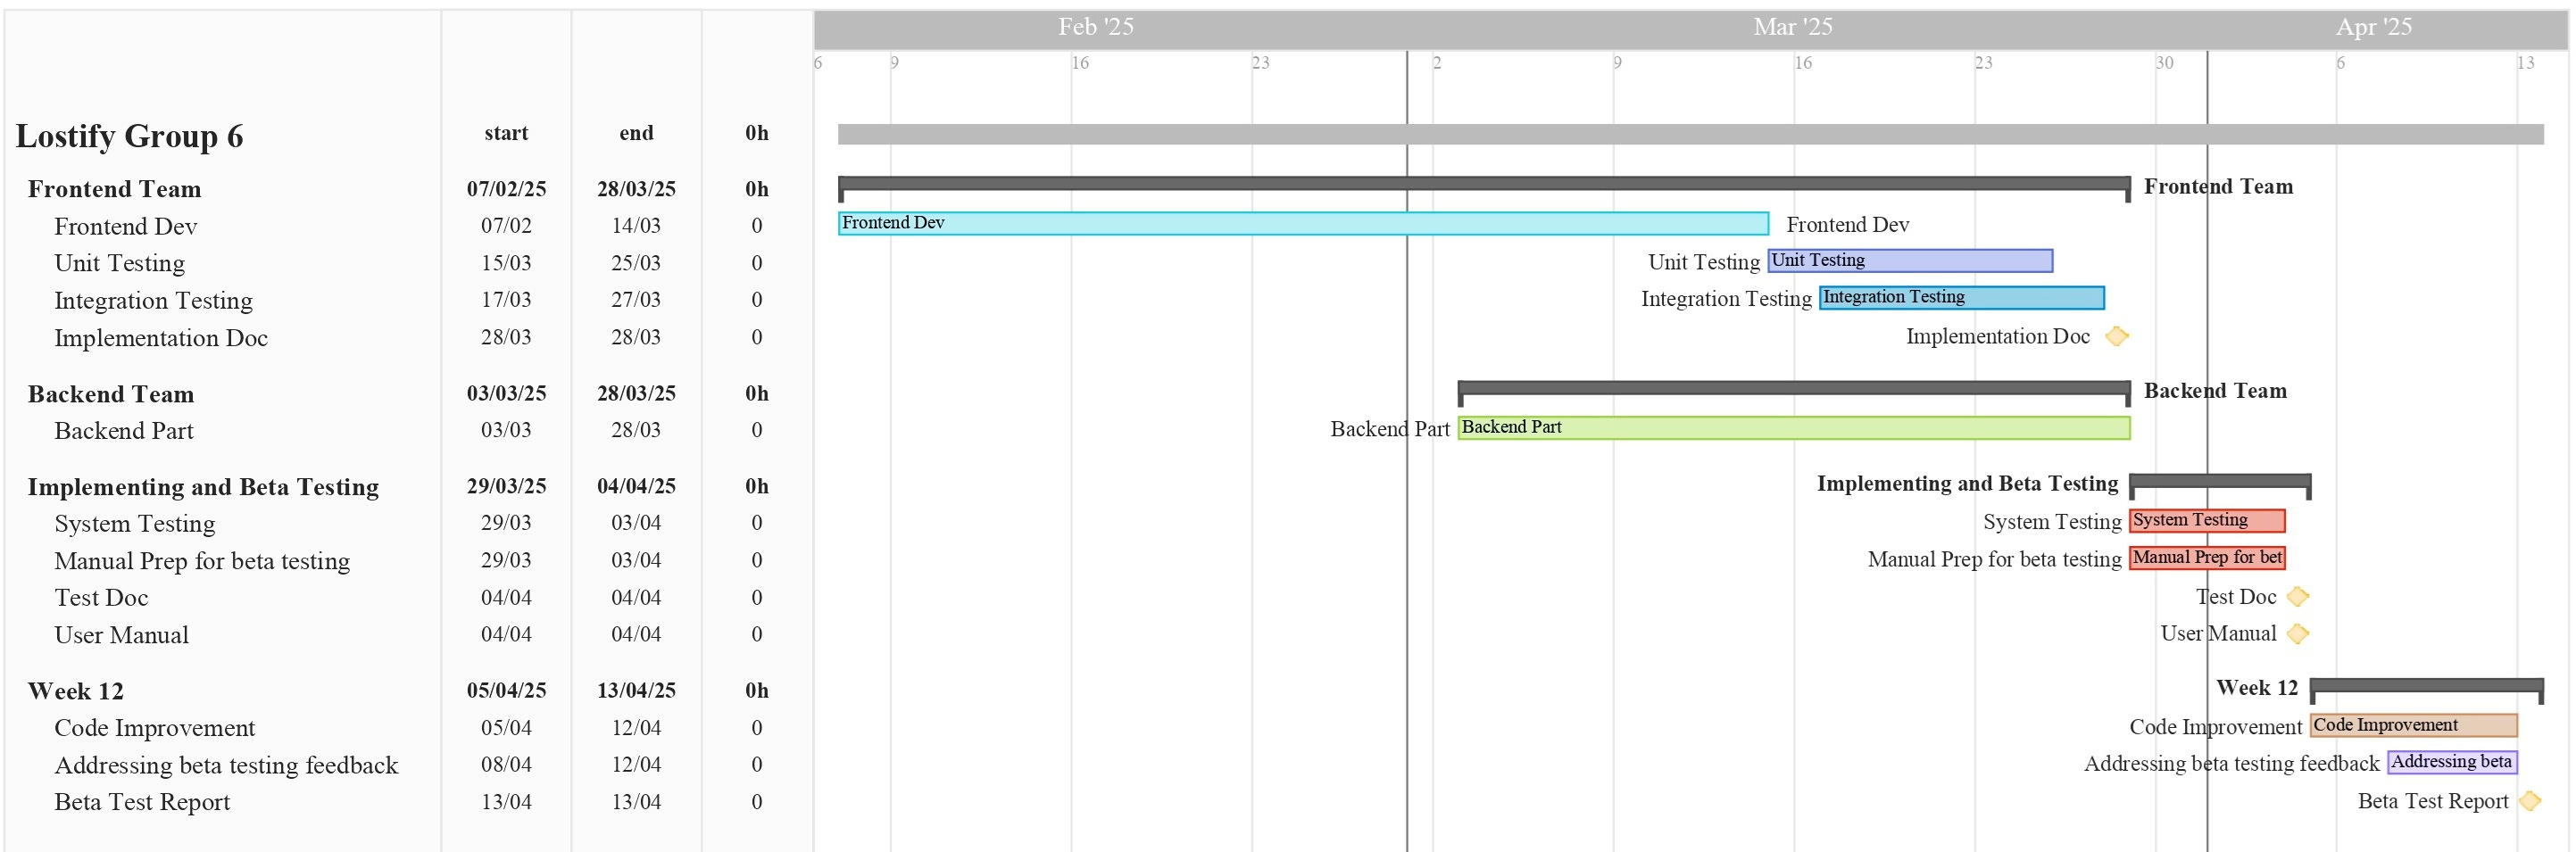 Feb '25 Mar '25 Apr '25
6 9 16 23 2 9 16 23 30 6 13
Lostify Group 6 start end 0h
Frontend Team 07/02/25 28/03/25 0h Frontend Team
Frontend Dev 07/02 14/03 0 Frontend Dev Frontend Dev
Unit Testing 15/03 25/03 0 Unit Testing Unit Testing
Integration Testing 17/03 27/03 0 Integration Testing Integration Testing
Implementation Doc 28/03 28/03 0 Implementation Doc
Backend Team 03/03/25 28/03/25 0h Backend Team
Backend Part 03/03 28/03 0 Backend Part Backend Part
Implementing and Beta Testing 29/03/25 04/04/25 0h Implementing and Beta Testing
System Testing 29/03 03/04 0 System Testing System Testing
Manual Prep for beta testing 29/03 03/04 0 Manual Prep for beta testing Manual Prep for bet
Test Doc 04/04 04/04 0 Test Doc
User Manual 04/04 04/04 0 User Manual
Week 12 05/04/25 13/04/25 0h Week 12
Code Improvement 05/04 12/04 0 Code Improvement Code Improvement
Addressing beta testing feedback 08/04 12/04 0 Addressing beta testing feedback Addressing beta
Beta Test Report 13/04 13/04 0 Beta Test Report